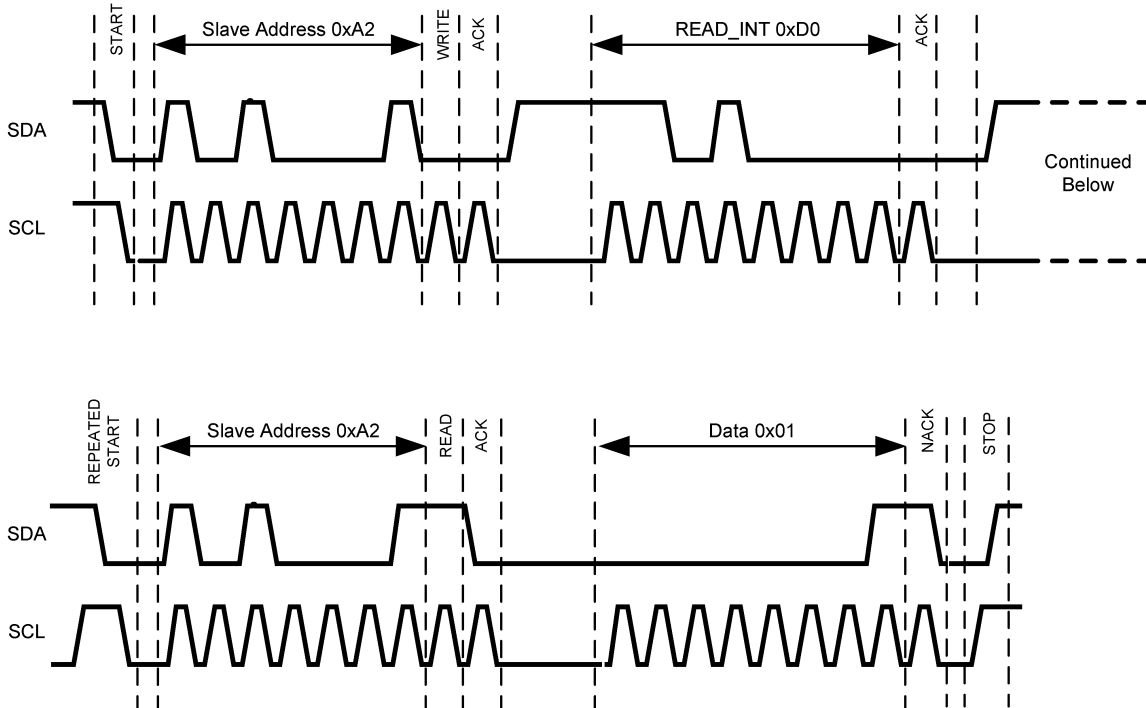 START
Slave Address 0xA2
WRITE
ACK
READ_INT 0xD0
ACK
SDA
SCL
Continued
Below
REPEATED
START
Slave Address 0xA2
READ
ACK
Data 0x01
NACK
STOP
SDA
SCL